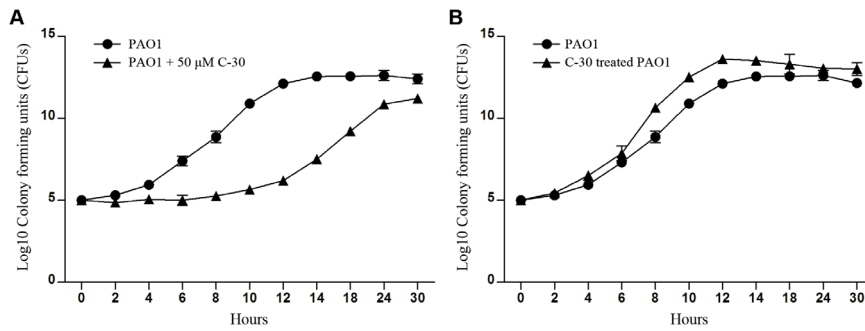 A
15
10
5
0
Log10 Colony forming units (CFUs)
PAO1
PAO1 + 50 μM C-30
0 2 4 6 8 10 12 14 18 24 30
Hours
B
15
10
5
0
Log10 Colony forming units (CFUs)
PAO1
C-30 treated PAO1
0 2 4 6 8 10 12 14 18 24 30
Hours